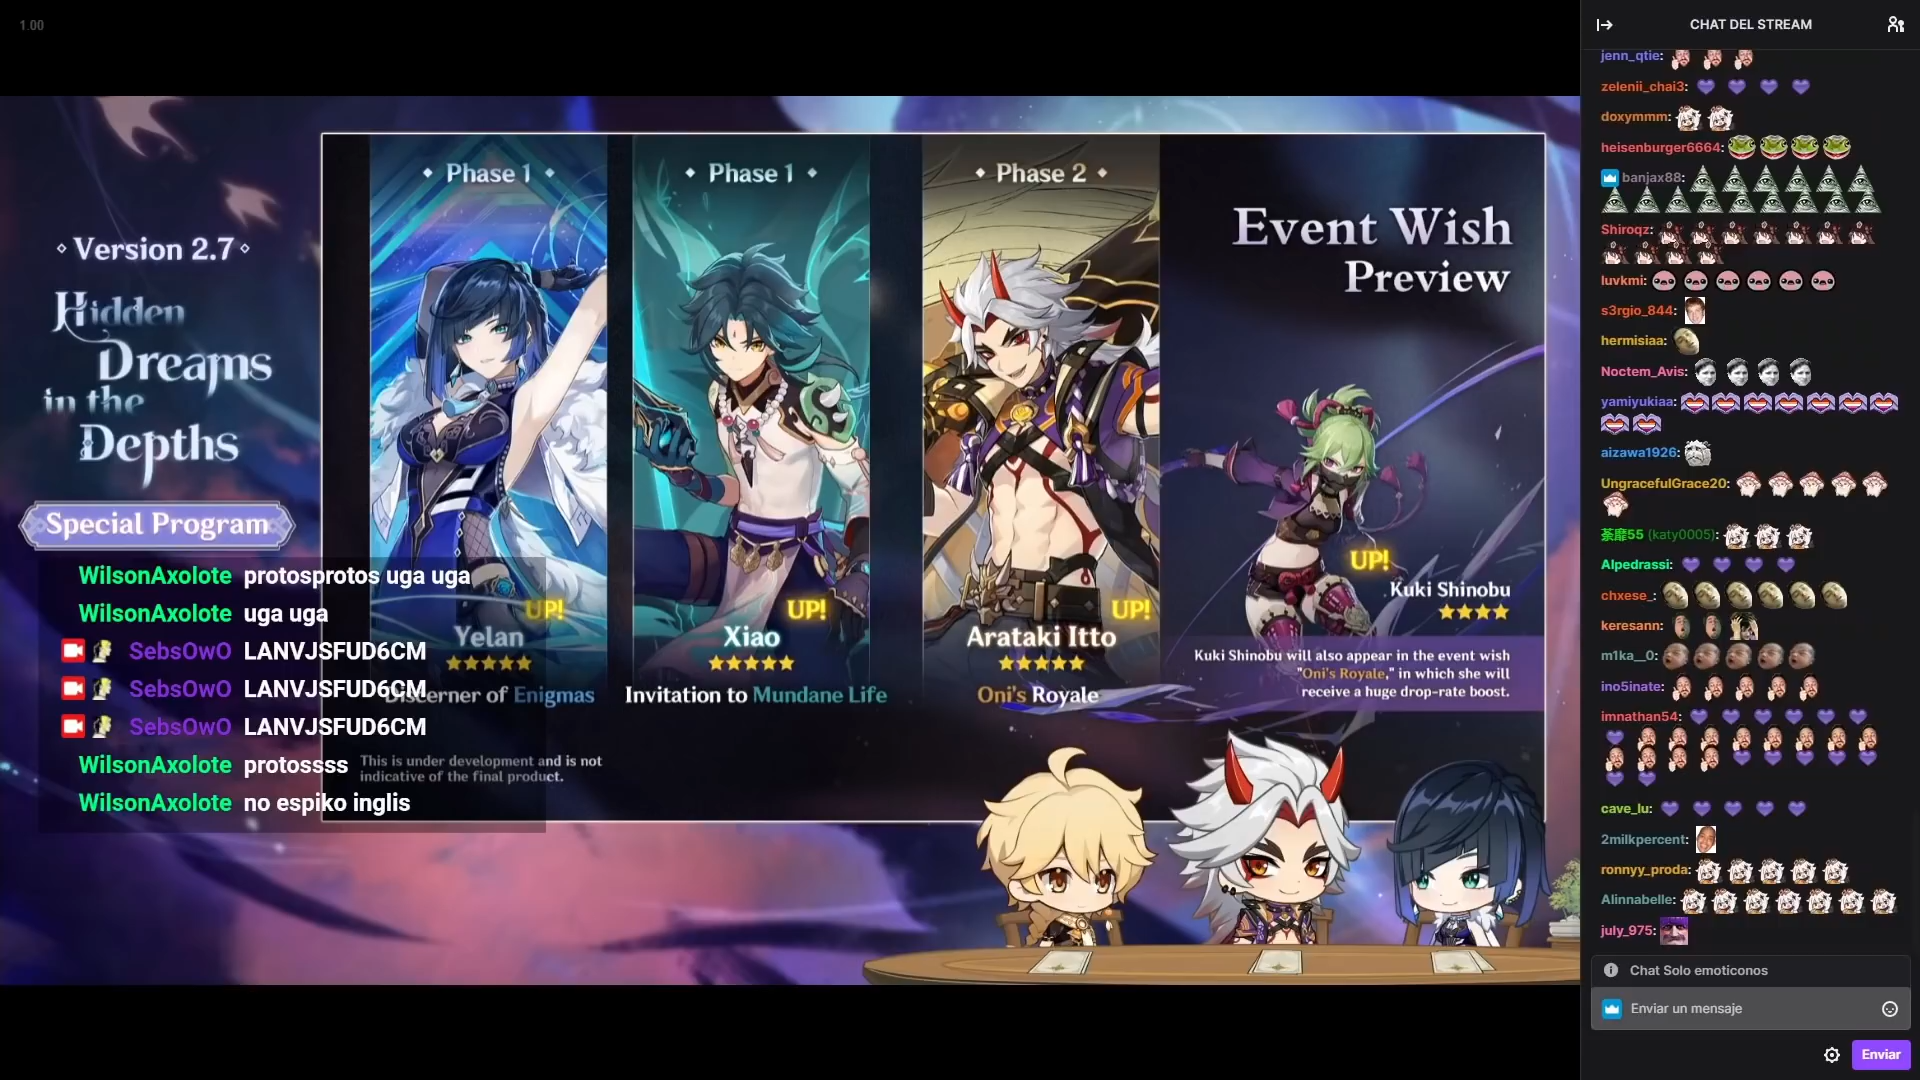 1.00
Version 2.7
Hidden
Dreams
in the
Depths
Special Program
Phase 1
Phase 1
Phase 2
Event Wish
Preview
UP!
Yelan
Discerner of Enigmas
UP!
Xiao
Invitation to Mundane Life
UP!
Arataki Itto
Oni's Royale
UP!
Kuki Shinobu
Kuki Shinobu will also appear in the event wish
"Oni's Royale," in which she will
receive a huge drop-rate boost.
WilsonAxolote protosprotos uga uga
WilsonAxolote uga uga
SebsOwO LANVJSFUD6CM
SebsOwO LANVJSFUD6CM
SebsOwO LANVJSFUD6CM
WilsonAxolote protossss
WilsonAxolote no espiko inglis
This is under development and is not
indicative of the final product.
CHAT DEL STREAM
jenn_qtie:
zelenii_chai3:
doxymmm:
heisenburger6664:
banjax88:
Shiroqz:
luvkmi:
s3rgio_844:
hermisiaa:
Noctem_Avis:
yamiyukiaa:
aizawa1926:
UngracefulGrace20:
荼靡55 (katy0005):
Alpedrassi:
chxese_:
keresann:
m1ka__0:
ino5inate:
imnathan54:
cave_lu:
2milkpercent:
ronnyy_proda:
Alinnabelle:
july_975:
Chat Solo emoticonos
Enviar un mensaje
Enviar